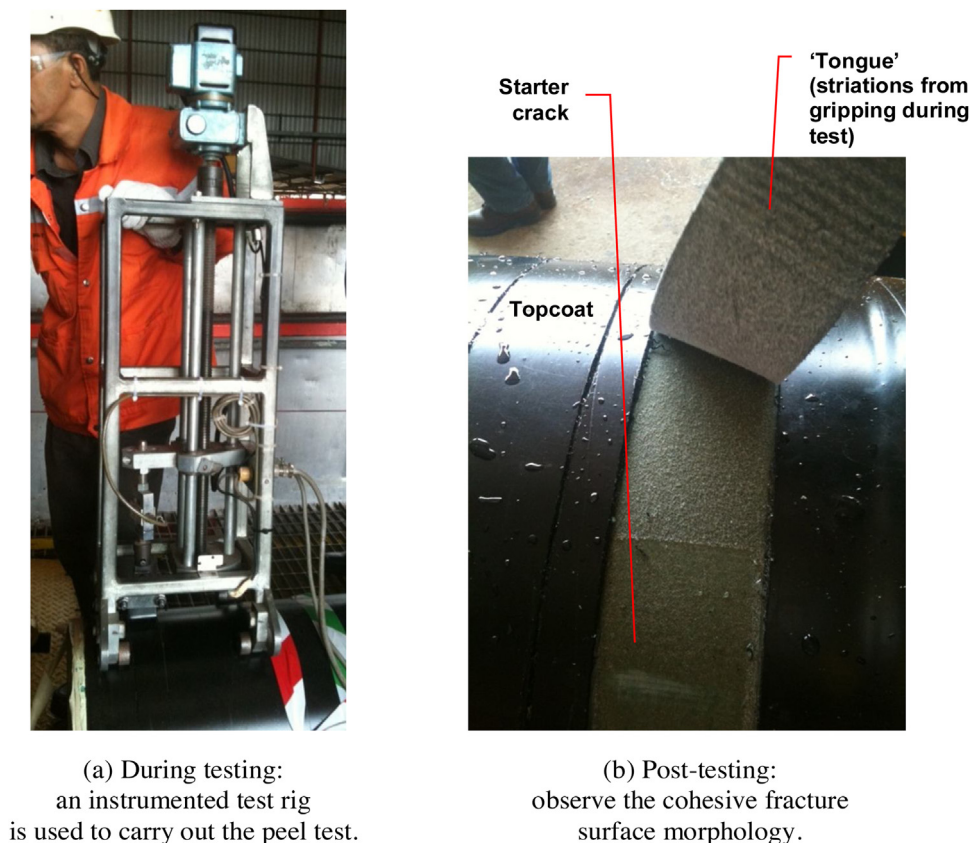 Starter
crack
‘Tongue’
(striations from
gripping during
test)
Topcoat
(a) During testing:
an instrumented test rig
is used to carry out the peel test.
(b) Post-testing:
observe the cohesive fracture
surface morphology.